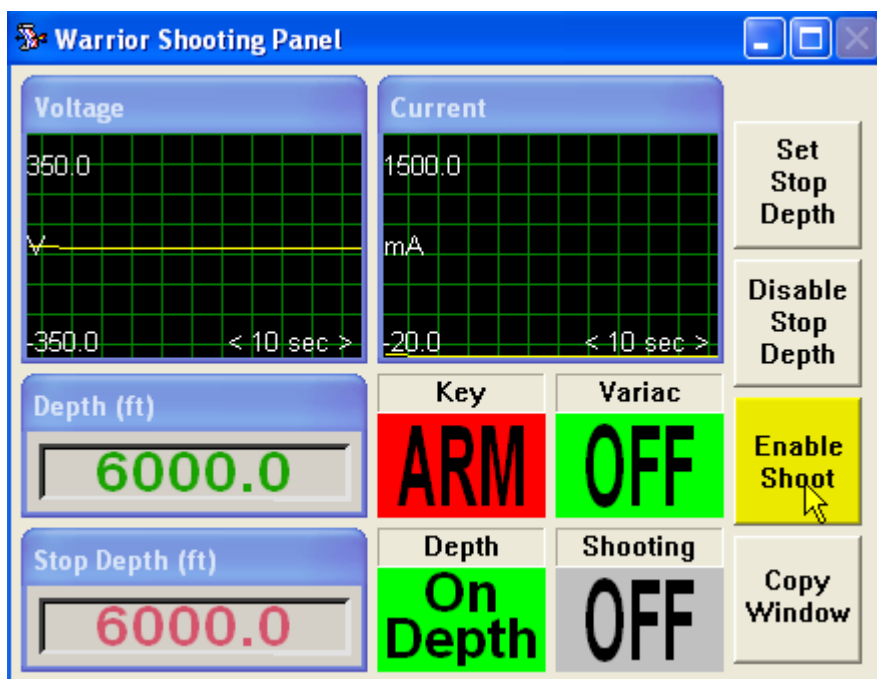 Warrior Shooting Panel
Voltage
350.0
V
-350.0 < 10 sec >
Current
1500.0
mA
-20.0 < 10 sec >
Set
Stop
Depth
Disable
Stop
Depth
Enable
Shoot
Copy
Window
Depth (ft)
6000.0
Stop Depth (ft)
6000.0
Key
ARM
Variac
OFF
Depth
On
Depth
Shooting
OFF